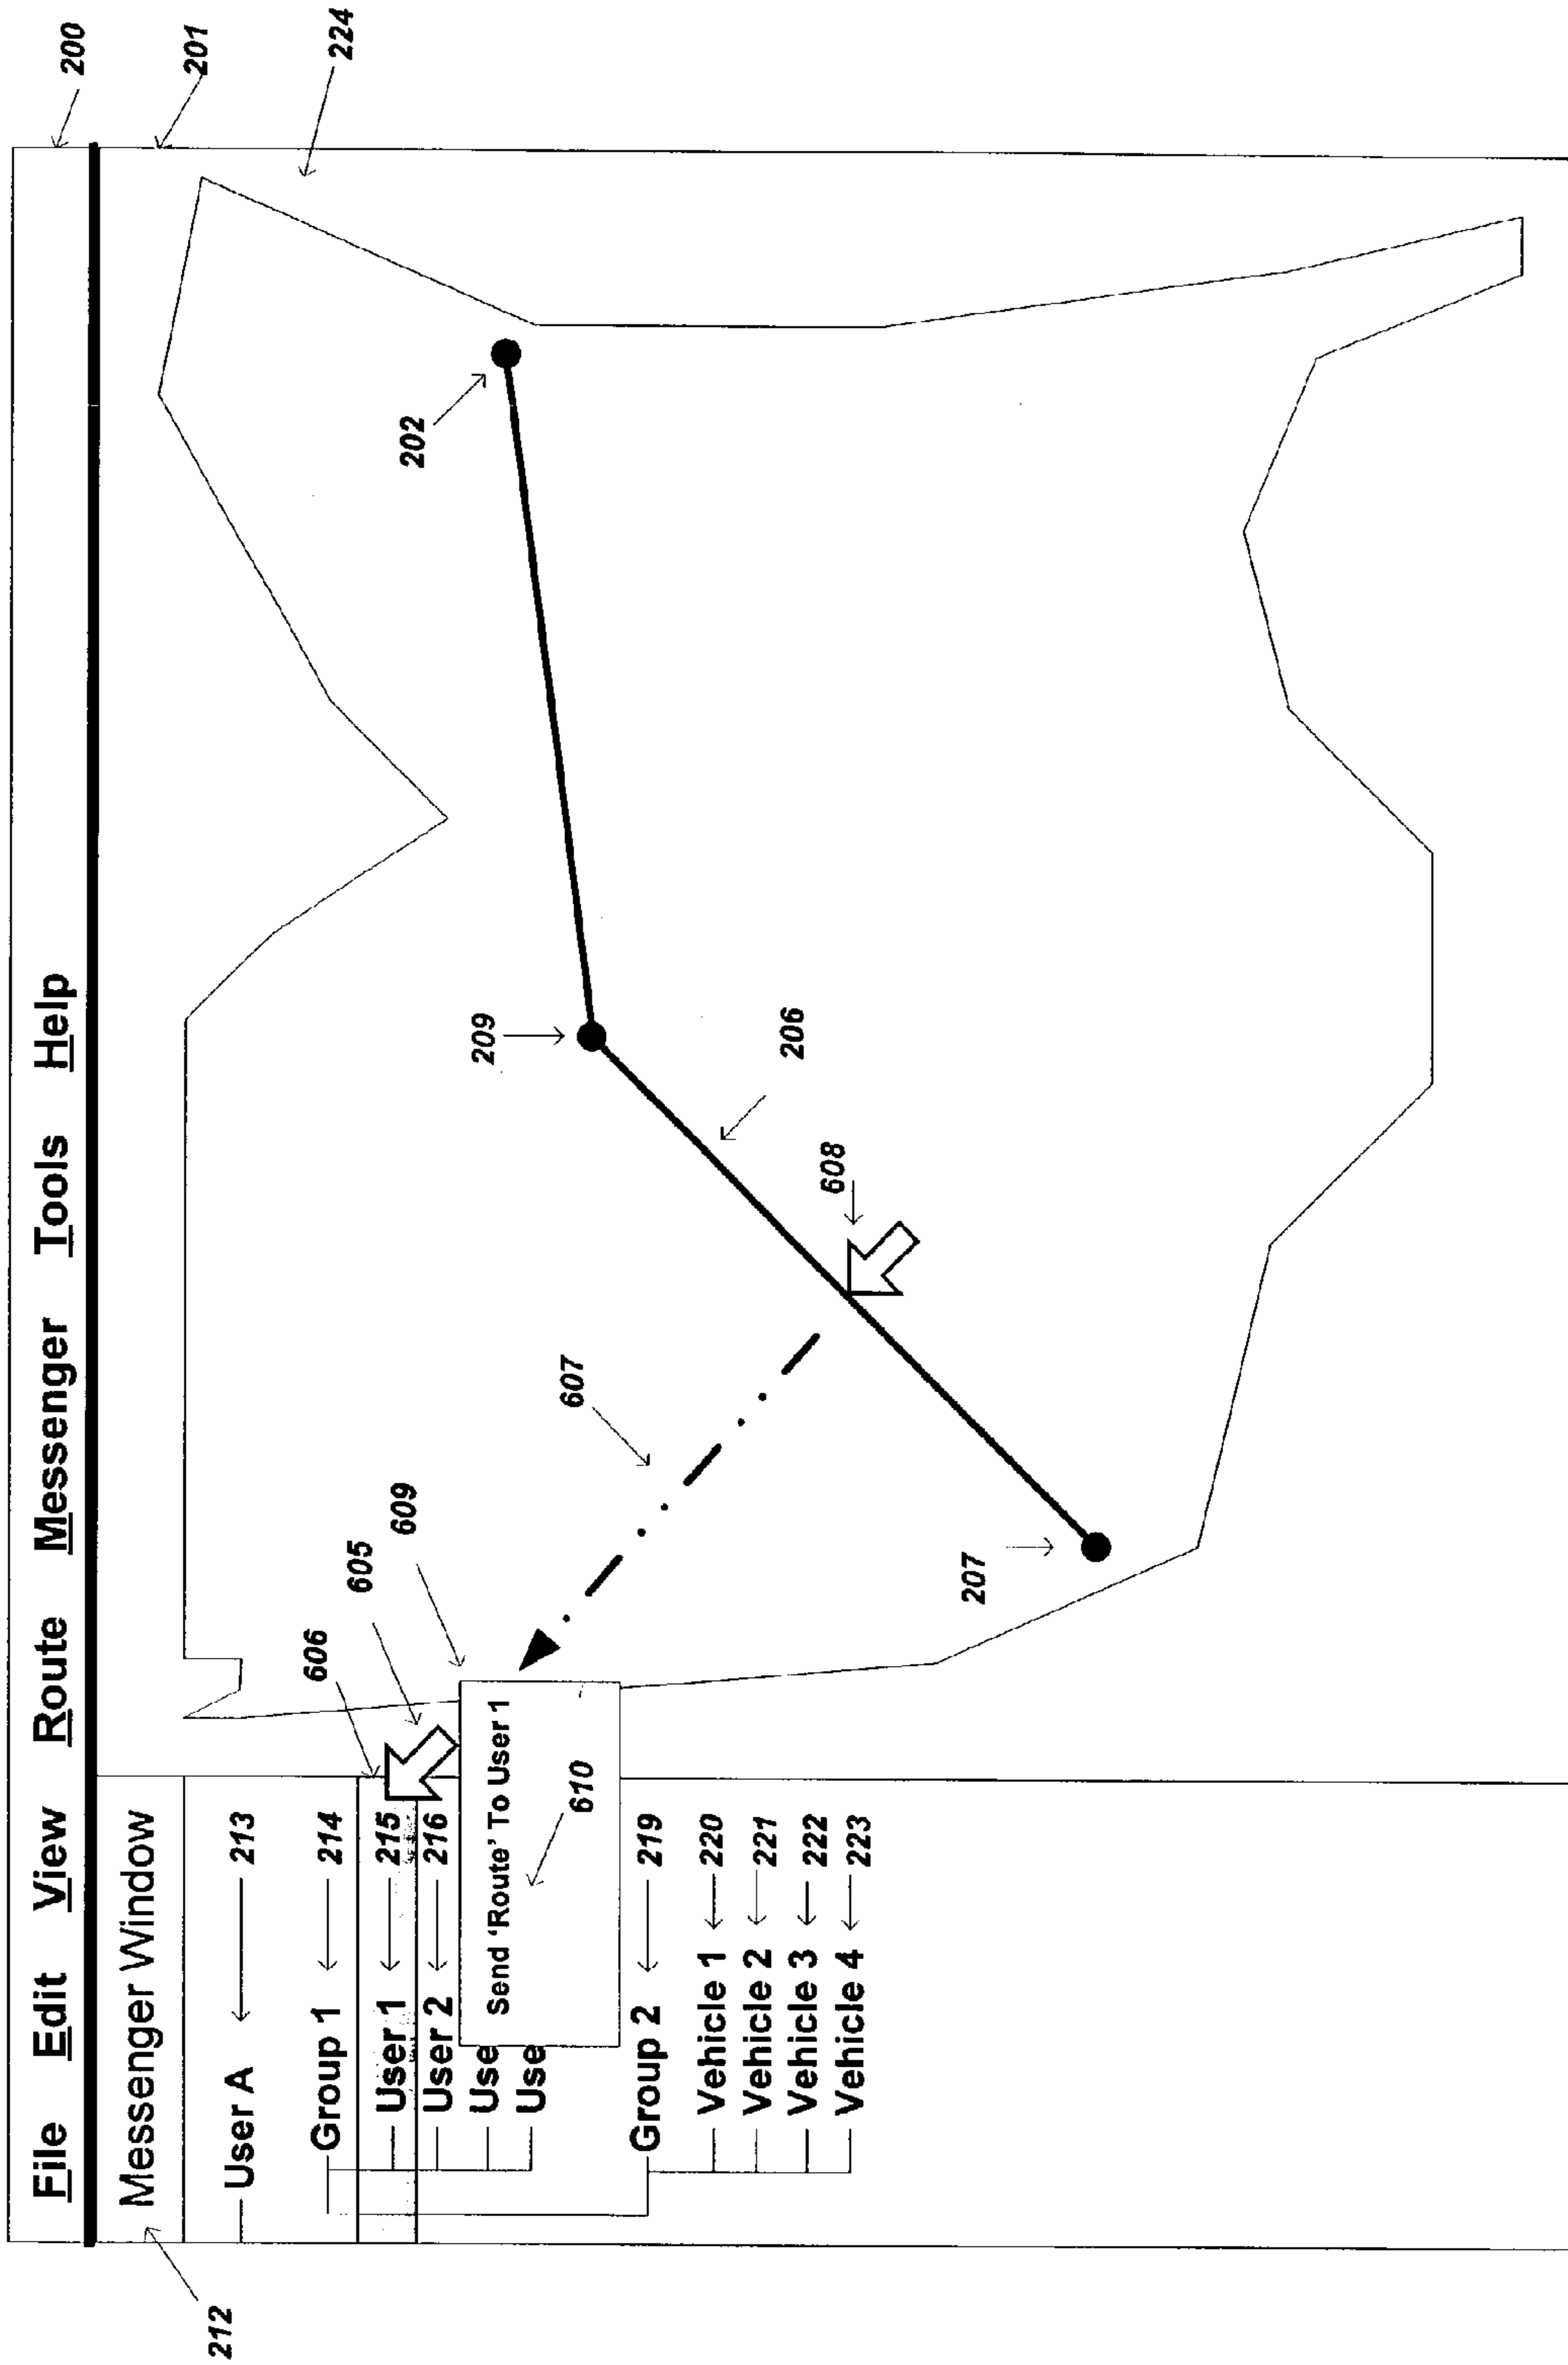 File Edit View Route Messenger Tools Help
200
Messenger Window
201
212
User A 213
606
224
Group 1 214
605
User 1 215
609
202
User 2 216
Use
209
Send 'Route' To User 1
Use
607
610
Group 2 219
Vehicle 1 220
Vehicle 2 221
206
Vehicle 3 222
608
Vehicle 4 223
207